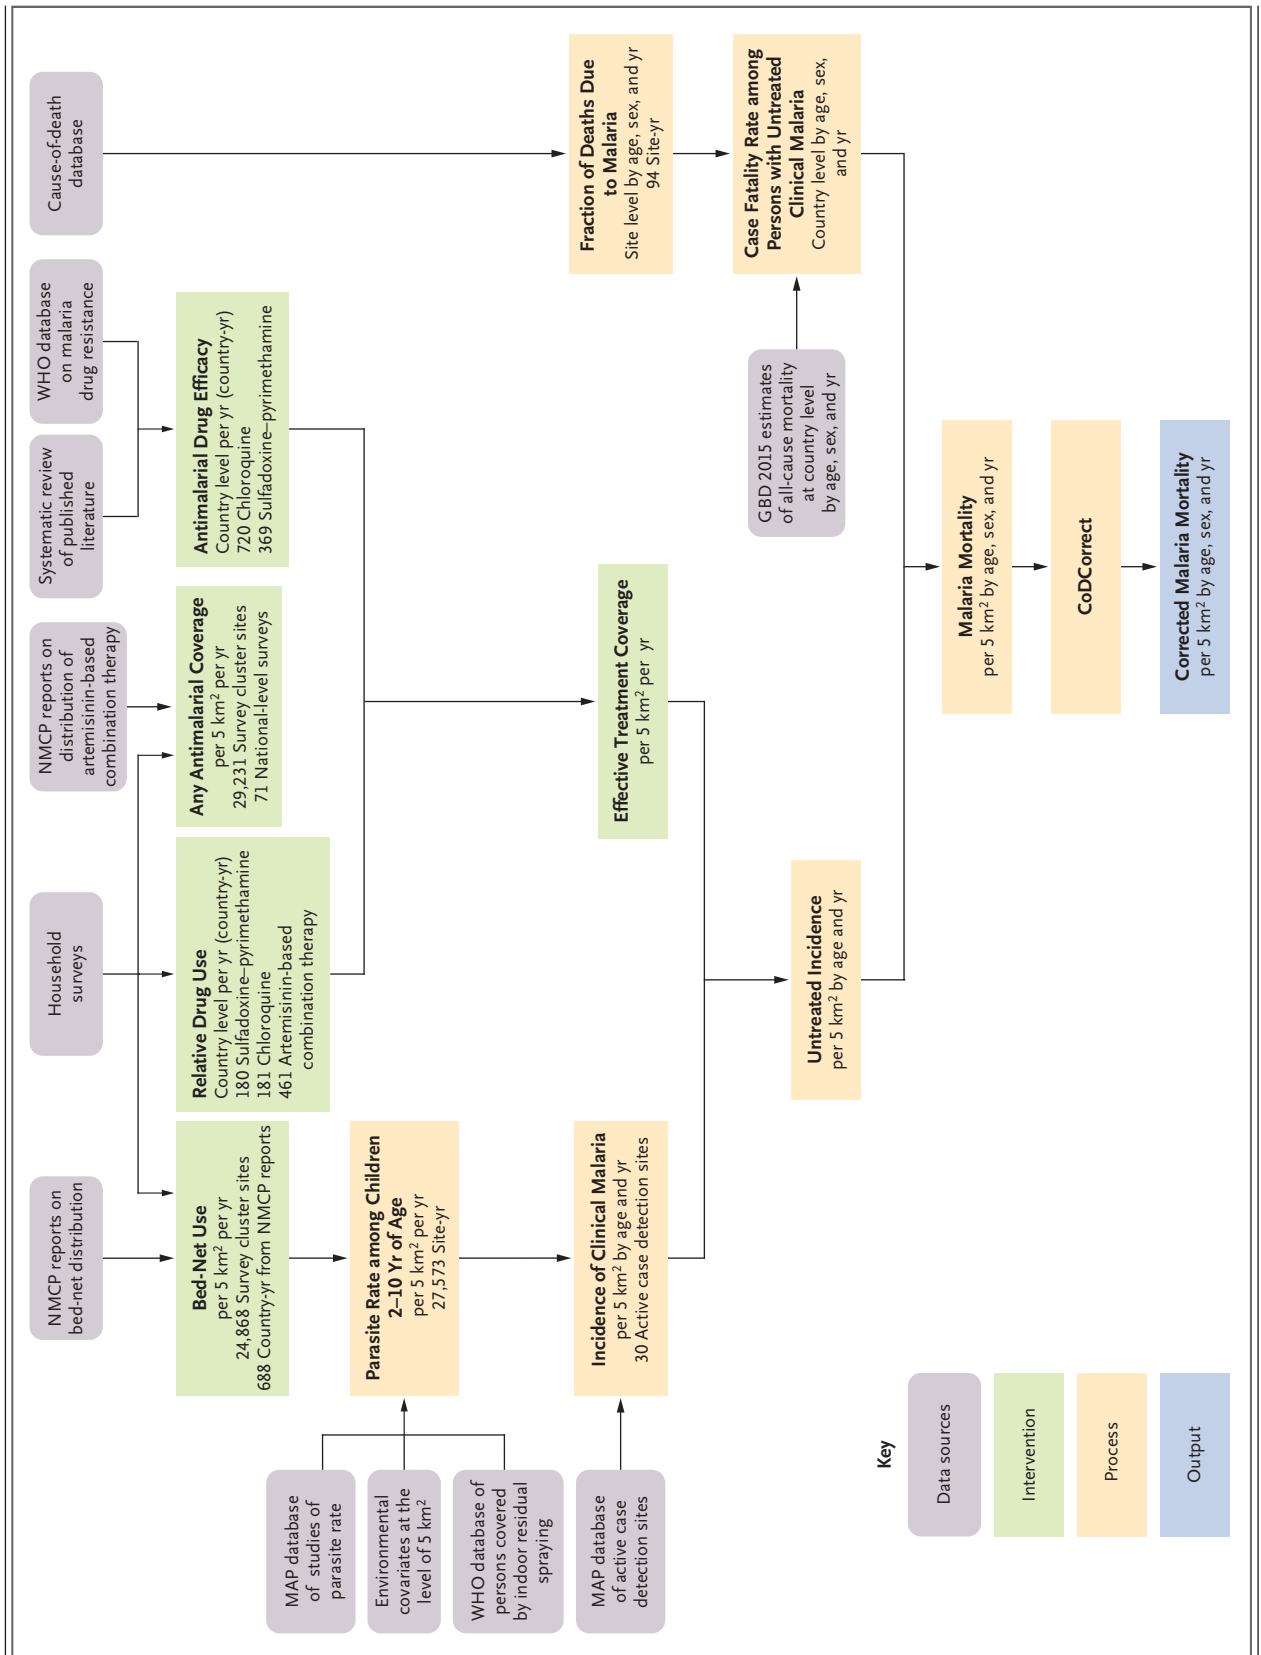 NMCP reports on
bed-net distribution
Household
surveys
NMCP reports on
distribution of
artemisinin-based
combination therapy
Systematic review
of published
literature
WHO database
on malaria
drug resistance
Cause-of-death
database
Bed-Net Use
per 5 km² per yr
24,868 Survey cluster sites
688 Country-yr from NMCP reports
Relative Drug Use
Country level per yr (country-yr)
180 Sulfadoxine–pyrimethamine
181 Chloroquine
461 Artemisinin-based
combination therapy
Any Antimalarial Coverage
per 5 km² per yr
29,231 Survey cluster sites
71 National-level surveys
Antimalarial Drug Efficacy
Country level per yr (country-yr)
720 Chloroquine
369 Sulfadoxine–pyrimethamine
MAP database
of studies of
parasite rate
Environmental
covariates at the
level of 5 km²
WHO database of
persons covered
by indoor residual
spraying
Parasite Rate among Children
2–10 Yr of Age
per 5 km² per yr
27,573 Site-yr
MAP database
of active case
detection sites
Incidence of Clinical Malaria
per 5 km² by age and yr
30 Active case detection sites
Effective Treatment Coverage
per 5 km² per yr
Fraction of Deaths Due
to Malaria
Site level by age, sex, and yr
94 Site-yr
GBD 2015 estimates
of all-cause mortality
at country level
by age, sex, and yr
Case Fatality Rate among
Persons with Untreated
Clinical Malaria
Country level by age, sex,
and yr
Untreated Incidence
per 5 km² by age and yr
Malaria Mortality
per 5 km² by age, sex, and yr
CoDCorrect
Corrected Malaria Mortality
per 5 km² by age, sex, and yr
Key
Data sources
Intervention
Process
Output